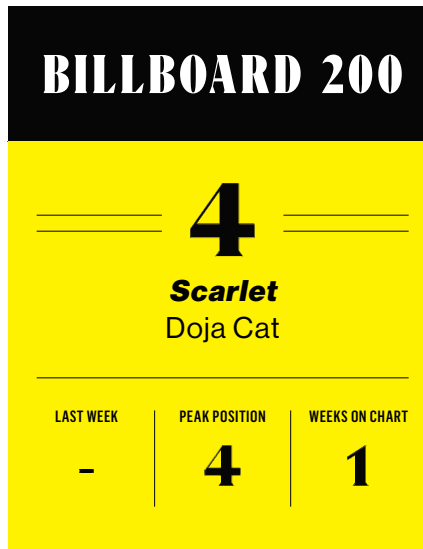 BILLBOARD 200
4
Scarlet
Doja Cat
LAST WEEK PEAK POSITION WEEKS ON CHART
- 4 1